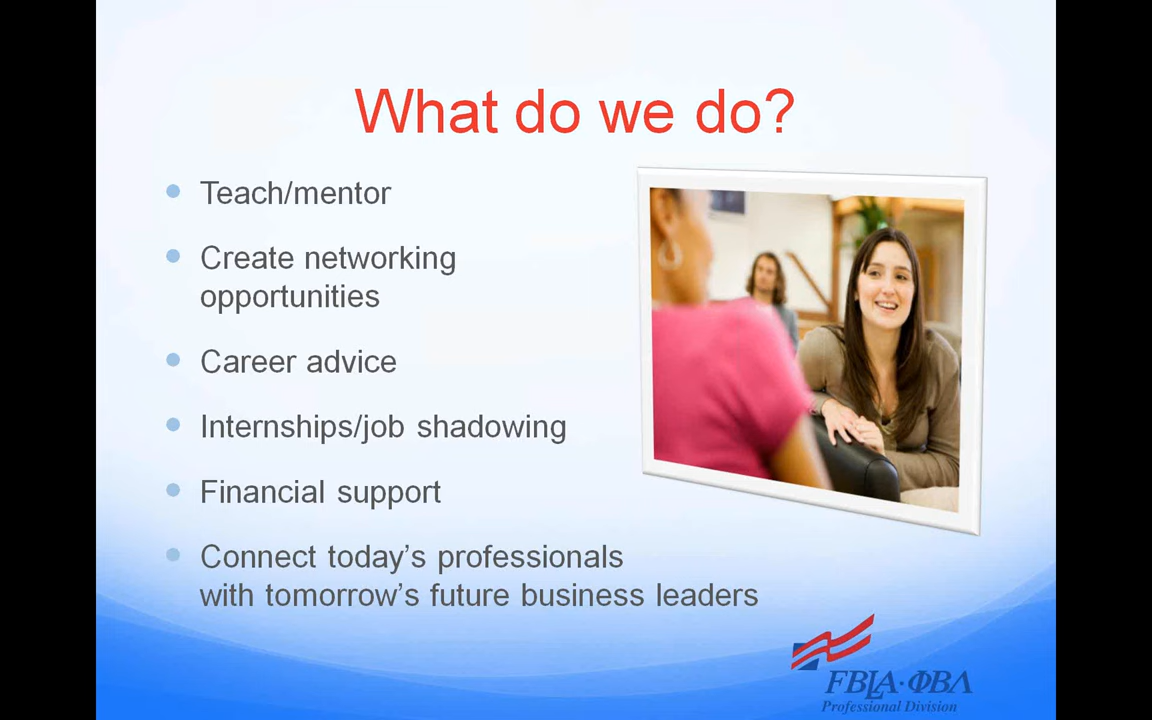 What do we do?
Teach/mentor
Create networking
opportunities
Career advice
Internships/job shadowing
Financial support
Connect today’s professionals
with tomorrow’s future business leaders
FBLA·ΦBΛ
Professional Division